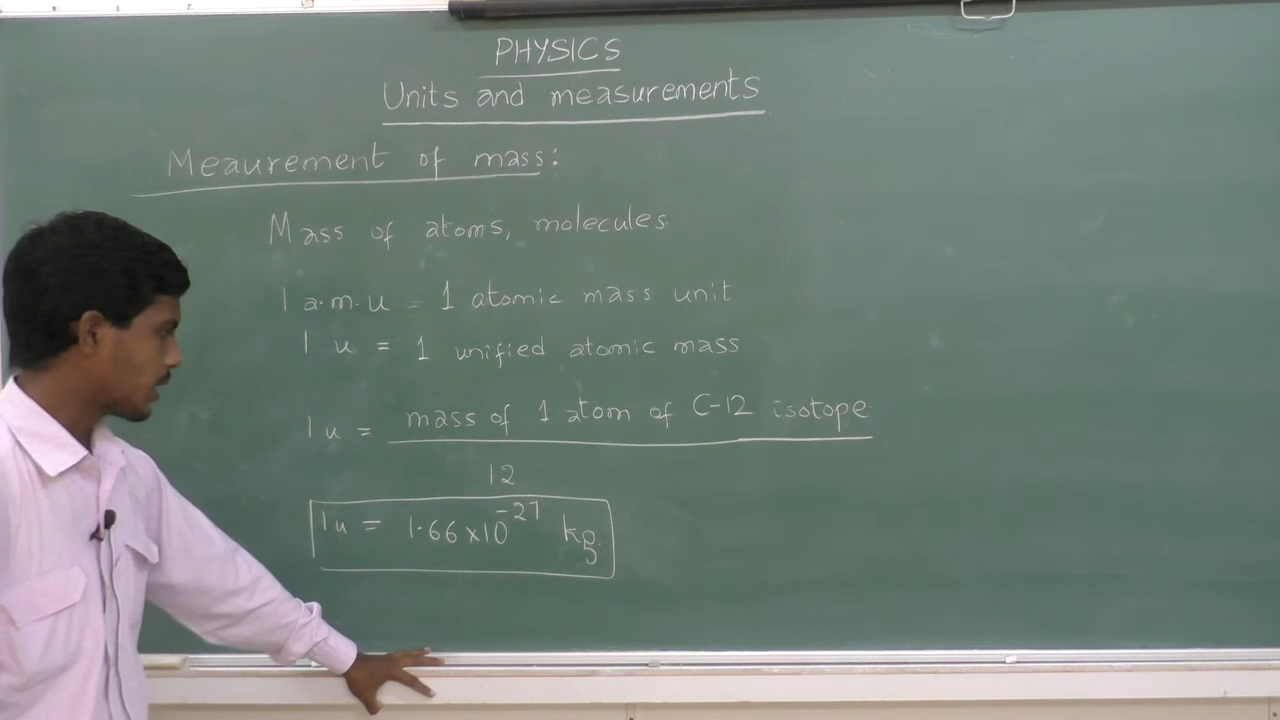 PHYSICS
Units and measurements
Meaurement of mass:
Mass of atoms, molecules
1 a.m.u = 1 atomic mass unit
1 u = 1 unified atomic mass
1u = mass of 1 atom of C-12 isotope
12
1u = 1.66×10⁻²⁷ kg.